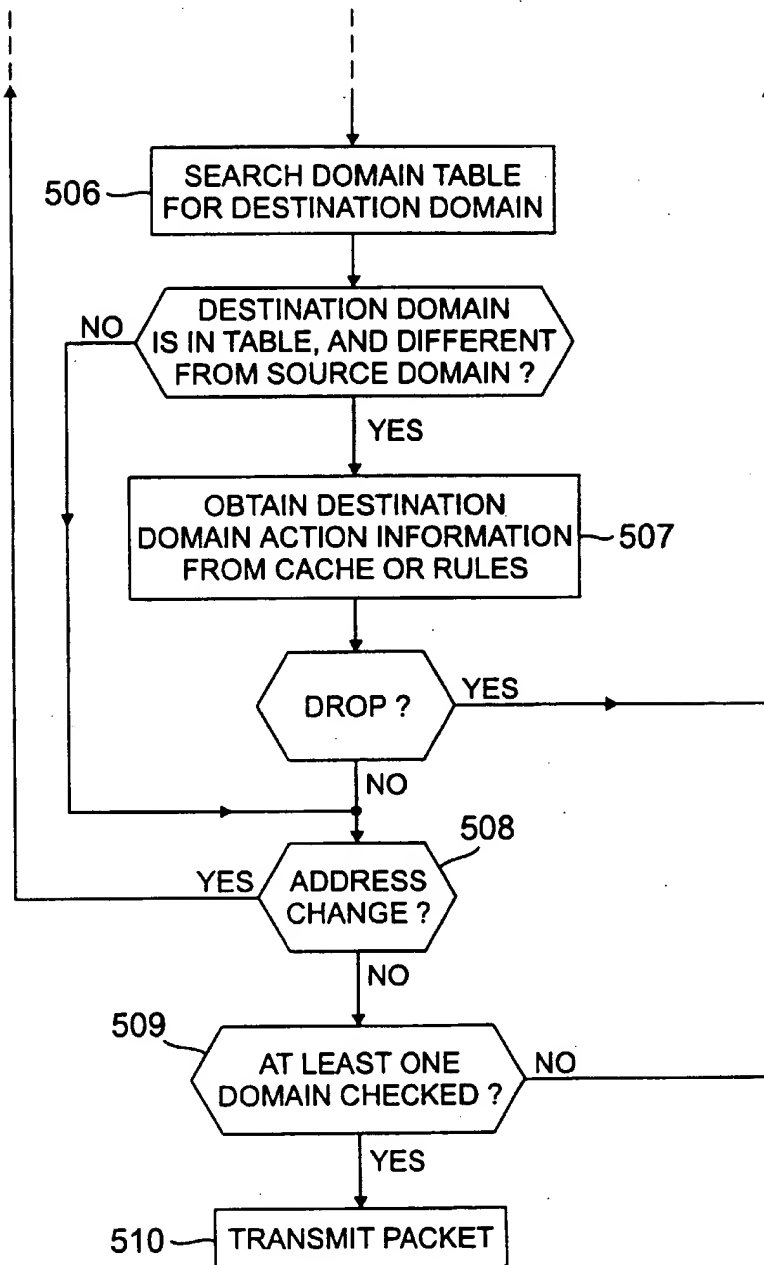 506
SEARCH DOMAIN TABLE
FOR DESTINATION DOMAIN
DESTINATION DOMAIN
IS IN TABLE, AND DIFFERENT
FROM SOURCE DOMAIN ?
NO
YES
OBTAIN DESTINATION
DOMAIN ACTION INFORMATION
FROM CACHE OR RULES
507
DROP ?
YES
NO
508
ADDRESS
CHANGE ?
YES
NO
509
AT LEAST ONE
DOMAIN CHECKED ?
NO
YES
510
TRANSMIT PACKET